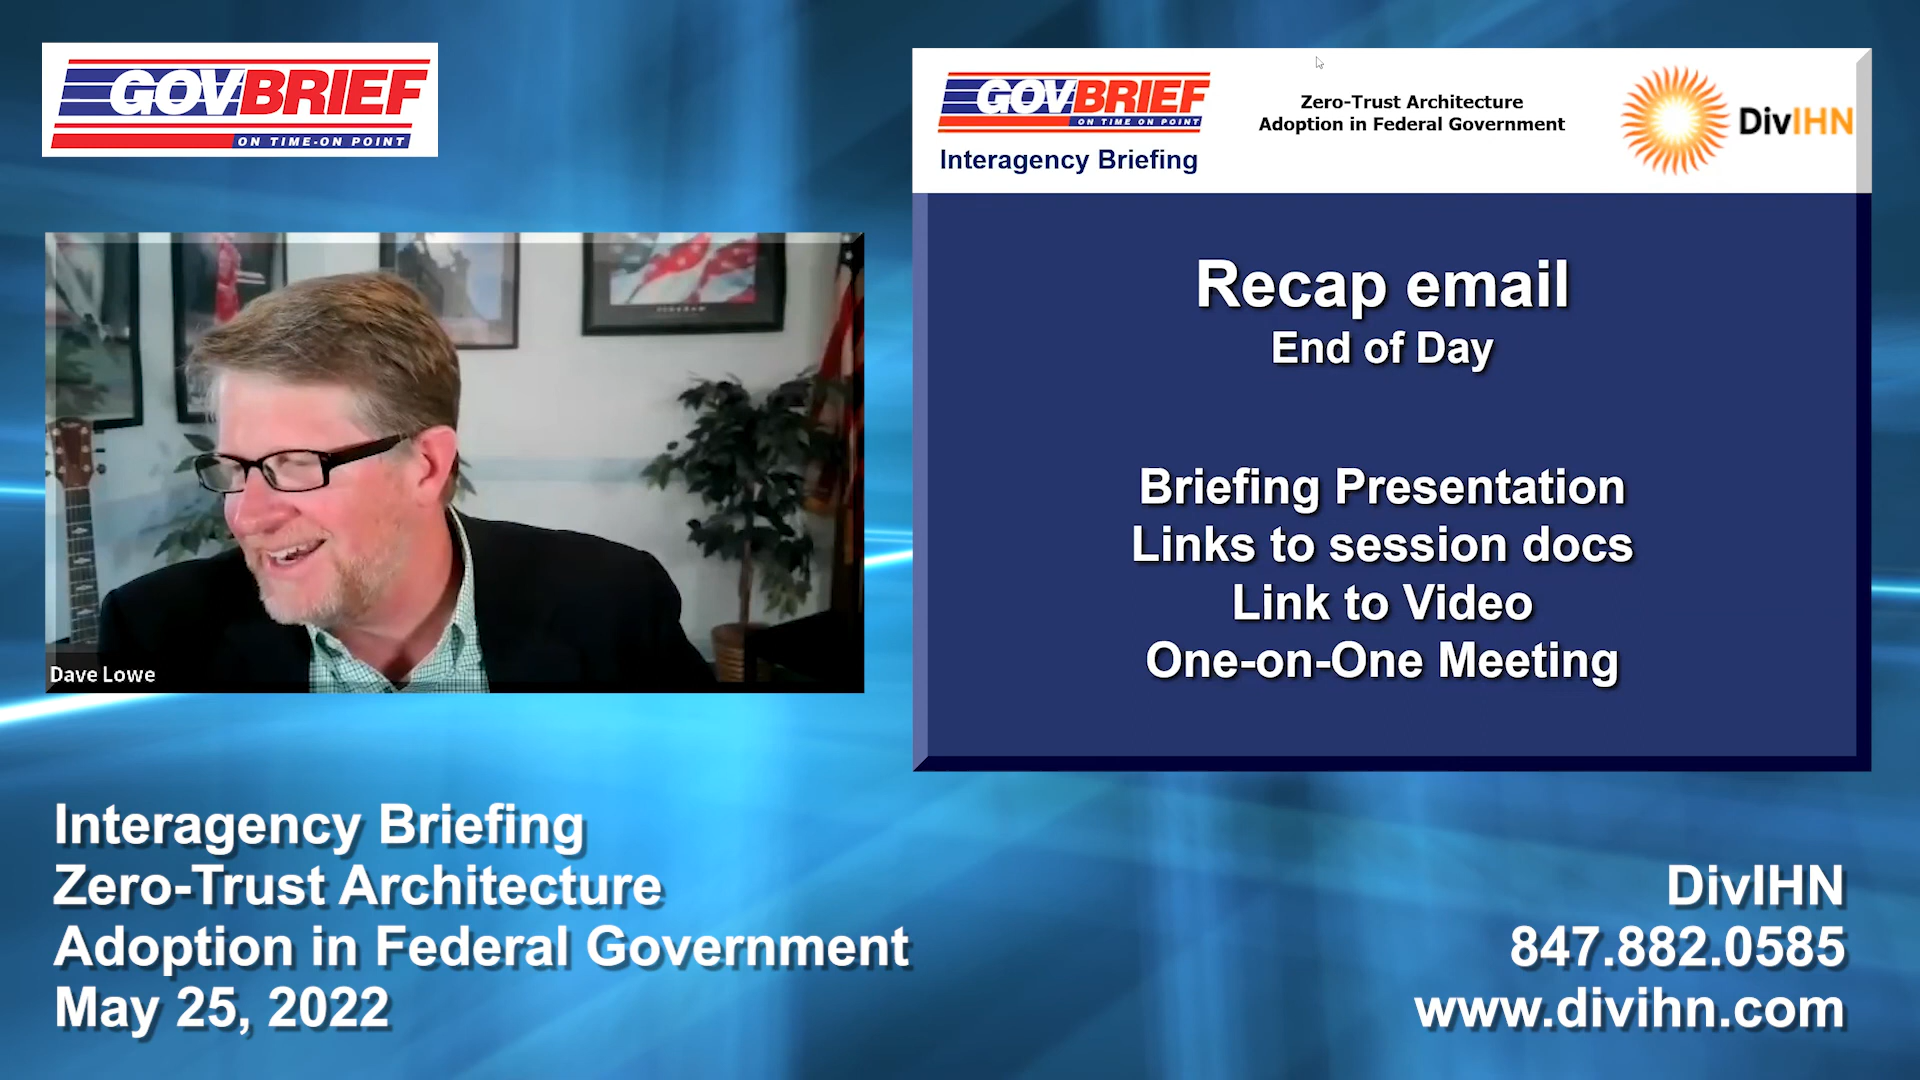 GOVBRIEF
ON TIME-ON POINT
GOVBRIEF
ON TIME ON POINT
Interagency Briefing
Zero-Trust Architecture
Adoption in Federal Government
DivIHN
Recap email
End of Day
Briefing Presentation
Links to session docs
Link to Video
One-on-One Meeting
Dave Lowe
Interagency Briefing
Zero-Trust Architecture
Adoption in Federal Government
May 25, 2022
DivIHN
847.882.0585
www.divihn.com